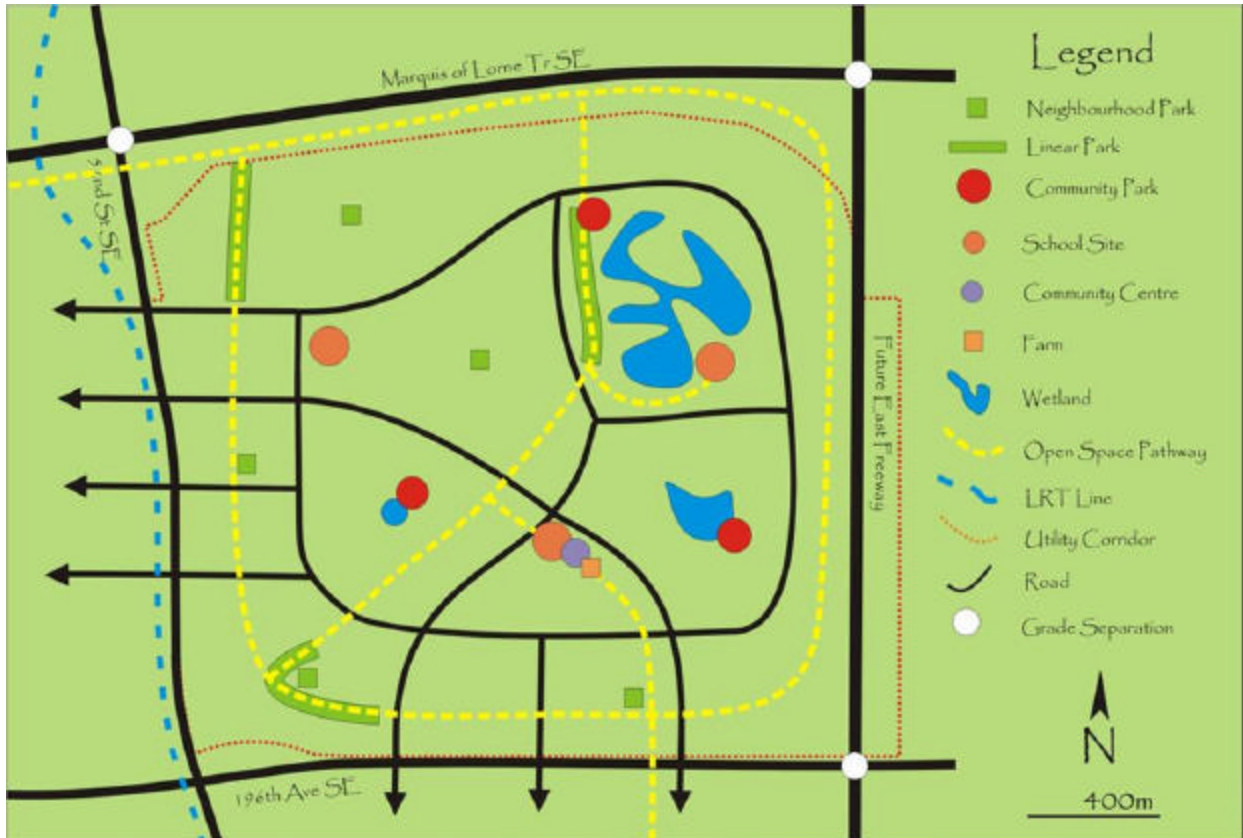 Marquis of Lorne Tr SE
52nd St. SE
Future East Freeway
196th Ave SE
Legend
Neighbourhood Park
Linear Park
Community Park
School Site
Community Centre
Farm
Wetland
Open Space Pathway
LRT Line
Utility Corridor
Road
Grade Separation
N
400m